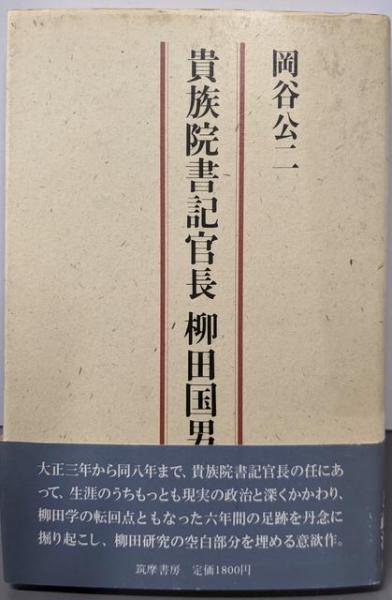 岡谷公二
貴族院書記官長 柳田国男
大正三年から同八年まで、貴族院書記官長の任にあ
って、生涯のうちもっとも現実の政治と深くかかわり、
柳田学の転回点ともなった六年間の足跡を丹念に
掘り起こし、柳田研究の空白部分を埋める意欲作。
筑摩書房 定価1800円